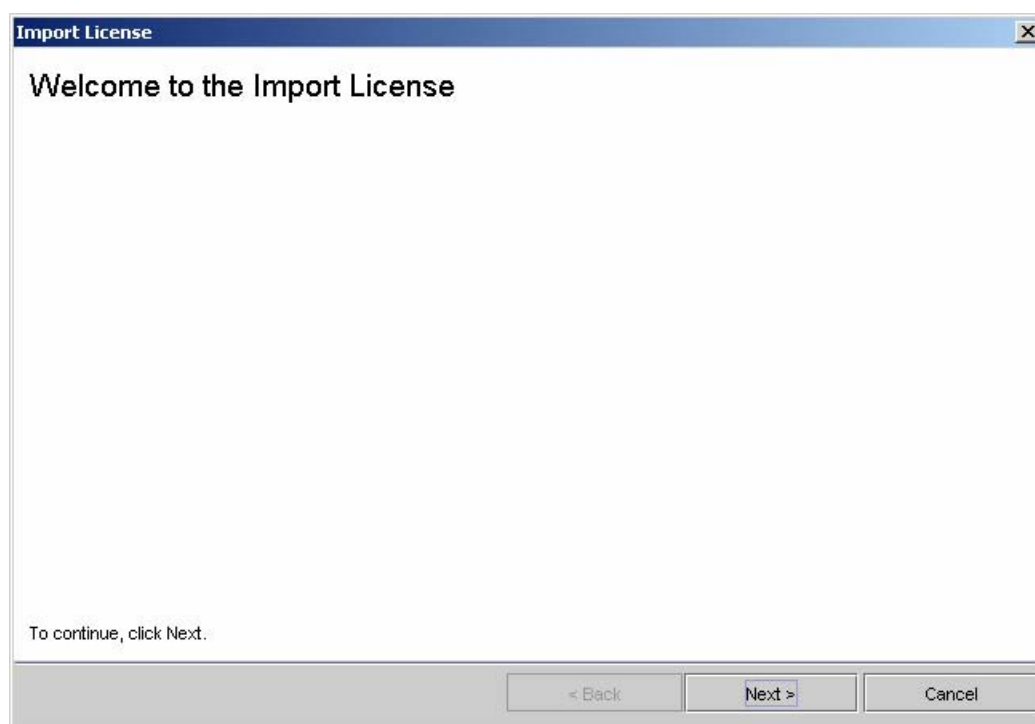 Import License
Welcome to the Import License
To continue, click Next.
< Back
Next >
Cancel